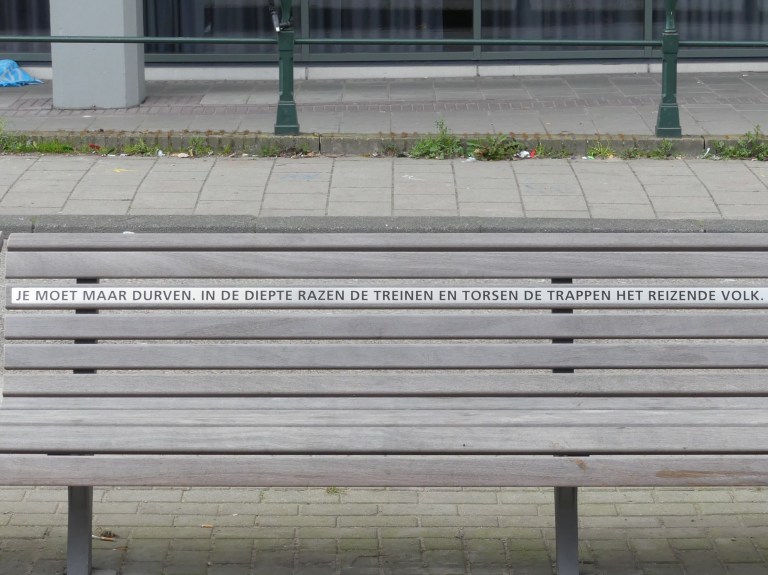 JE MOET MAAR DURVEN. IN DE DIEPTE RAZEN DE TREINEN EN TORSEN DE TRAPPEN HET REIZENDE VOLK.